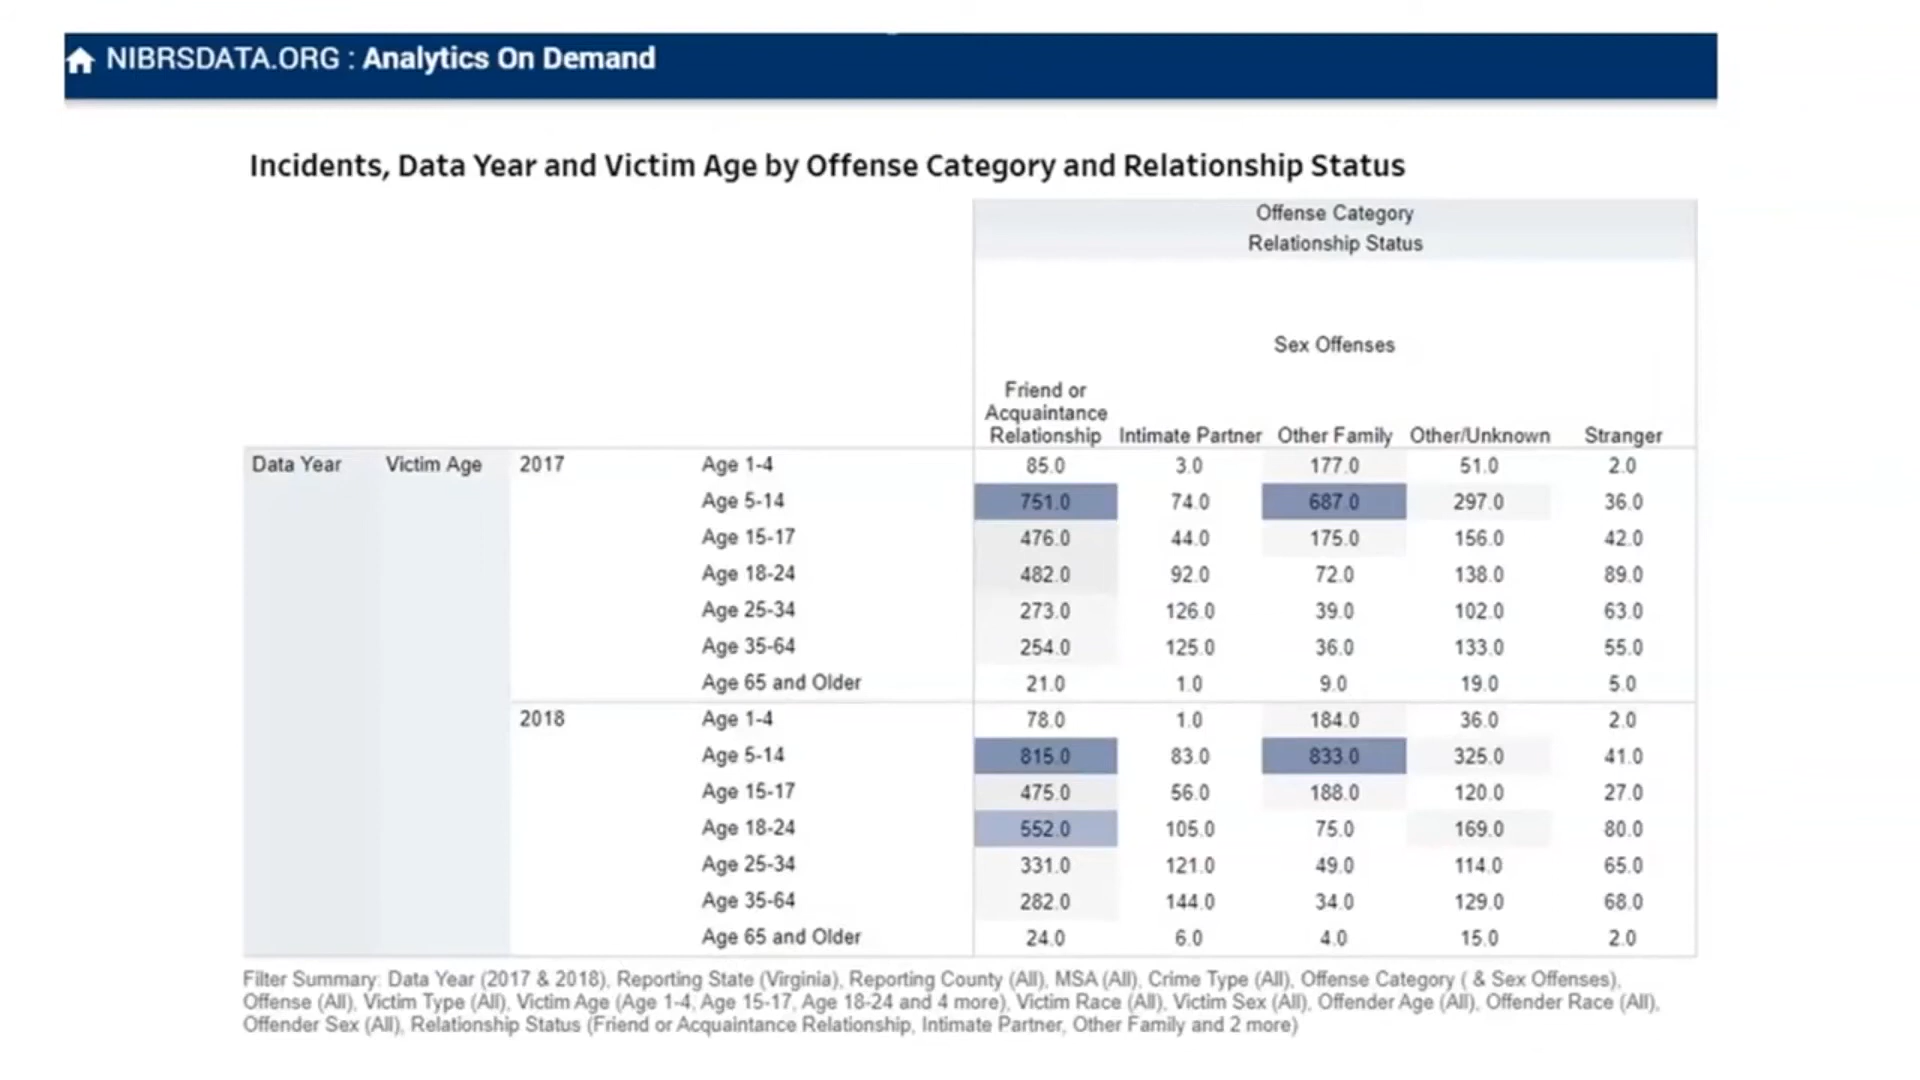 NIBRSDATA.ORG : Analytics On Demand
Incidents, Data Year and Victim Age by Offense Category and Relationship Status
Offense Category
Relationship Status
Sex Offenses
Friend or Acquaintance Relationship Intimate Partner Other Family Other/Unknown Stranger
Data Year Victim Age 2017 Age 1-4 85.0 3.0 177.0 51.0 2.0
Age 5-14 751.0 74.0 687.0 297.0 36.0
Age 15-17 476.0 44.0 175.0 156.0 42.0
Age 18-24 482.0 92.0 72.0 138.0 89.0
Age 25-34 273.0 126.0 39.0 102.0 63.0
Age 35-64 254.0 125.0 36.0 133.0 55.0
Age 65 and Older 21.0 1.0 9.0 19.0 5.0
2018 Age 1-4 78.0 1.0 184.0 36.0 2.0
Age 5-14 815.0 83.0 833.0 325.0 41.0
Age 15-17 475.0 56.0 188.0 120.0 27.0
Age 18-24 552.0 105.0 75.0 169.0 80.0
Age 25-34 331.0 121.0 49.0 114.0 65.0
Age 35-64 282.0 144.0 34.0 129.0 68.0
Age 65 and Older 24.0 6.0 4.0 15.0 2.0
Filter Summary: Data Year (2017 & 2018), Reporting State (Virginia), Reporting County (All), MSA (All), Crime Type (All), Offense Category ( & Sex Offenses),
Offense (All), Victim Type (All), Victim Age (Age 1-4, Age 15-17, Age 18-24 and 4 more), Victim Race (All), Victim Sex (All), Offender Age (All), Offender Race (All),
Offender Sex (All), Relationship Status (Friend or Acquaintance Relationship, Intimate Partner, Other Family and 2 more)